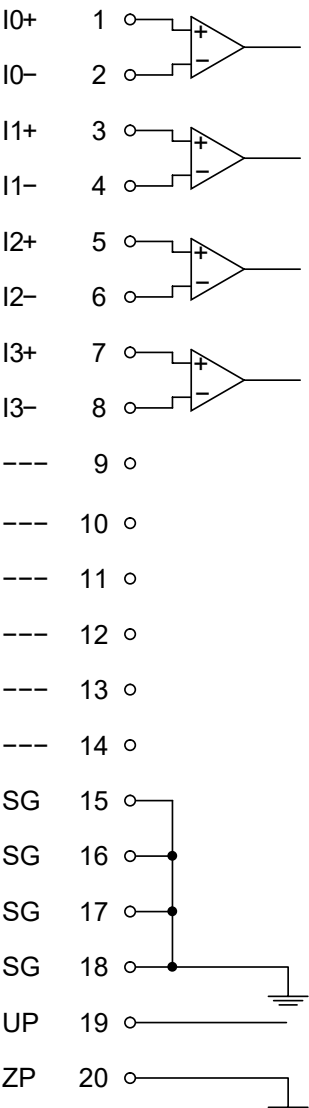 I0+ 1
+
I0− 2
−
I1+ 3
+
I1− 4
−
I2+ 5
+
I2− 6
−
I3+ 7
+
I3− 8
−
−−− 9
−−− 10
−−− 11
−−− 12
−−− 13
−−− 14
SG 15
SG 16
SG 17
SG 18
UP 19
ZP 20